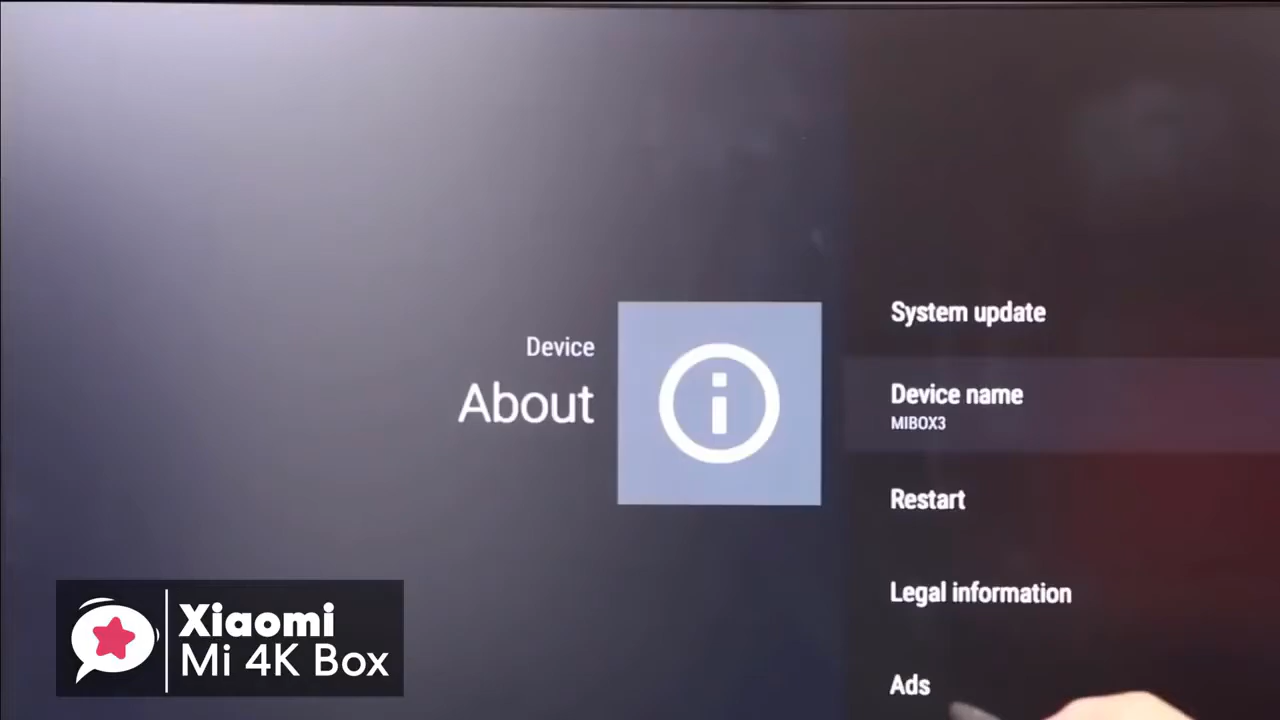 Device
About
System update
Device name
MIBOX3
Restart
Legal information
Ads
Xiaomi
Mi 4K Box